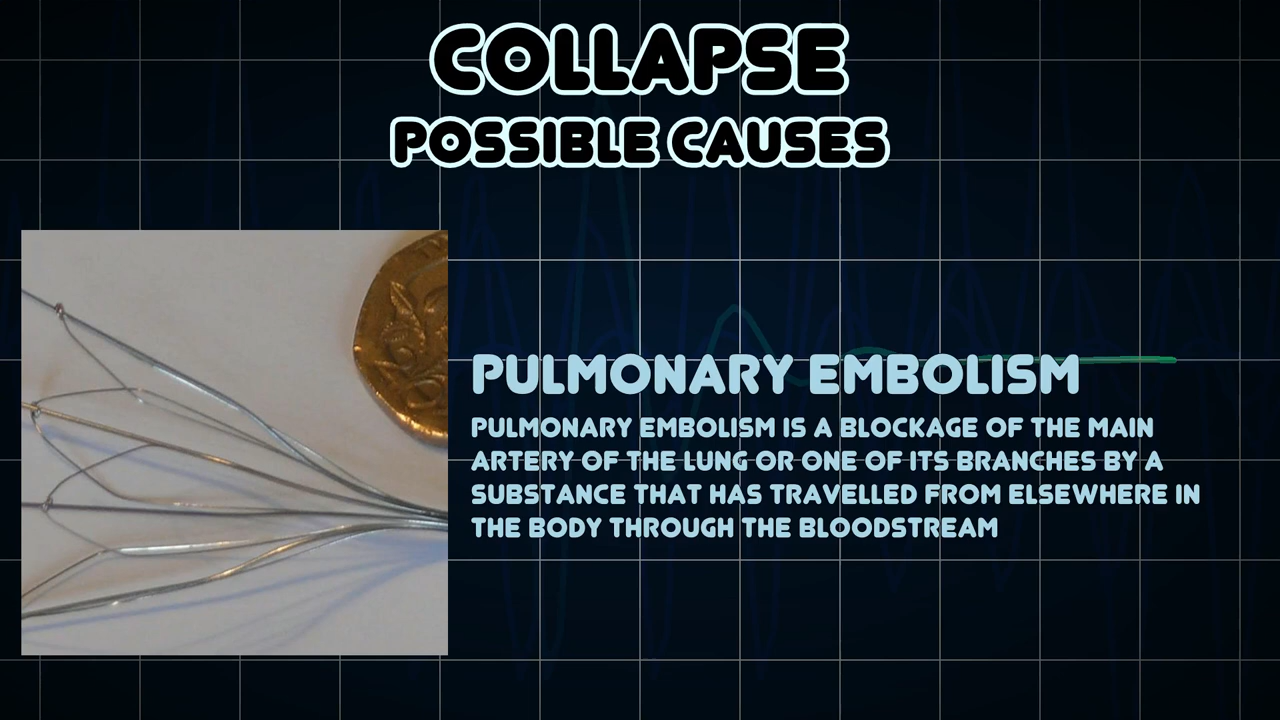 COLLAPSE
POSSIBLE CAUSES
PULMONARY EMBOLISM
PULMONARY EMBOLISM IS A BLOCKAGE OF THE MAIN
ARTERY OF THE LUNG OR ONE OF ITS BRANCHES BY A
SUBSTANCE THAT HAS TRAVELLED FROM ELSEWHERE IN
THE BODY THROUGH THE BLOODSTREAM